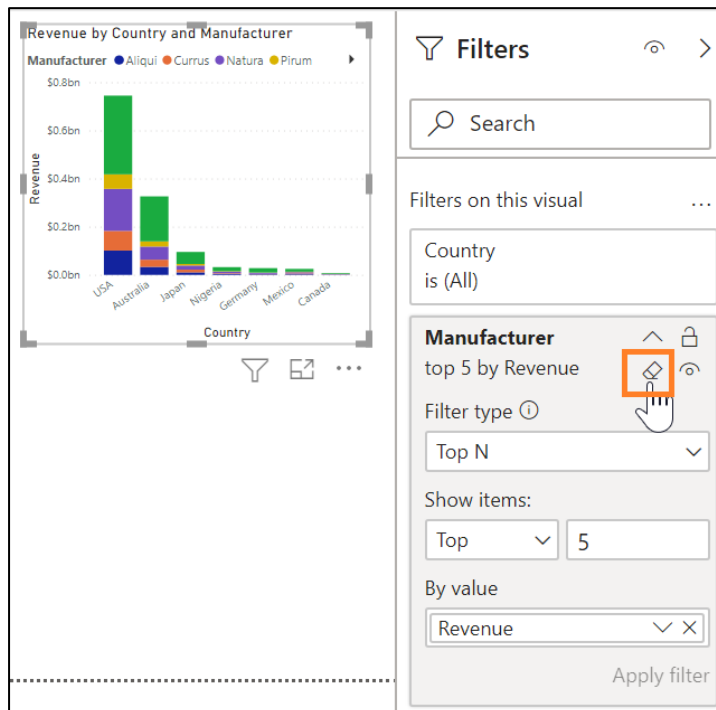 Revenue by Country and Manufacturer
Manufacturer Aliqui Currus Natura Pirum
$0.8bn
$0.6bn
$0.4bn
$0.2bn
$0.0bn
Revenue
USA
Australia
Japan
Nigeria
Germany
Mexico
Canada
Country
Filters
Search
Filters on this visual
...
Country
is (All)
Manufacturer
top 5 by Revenue
Filter type
Top N
Show items:
Top 5
By value
Revenue
Apply filter